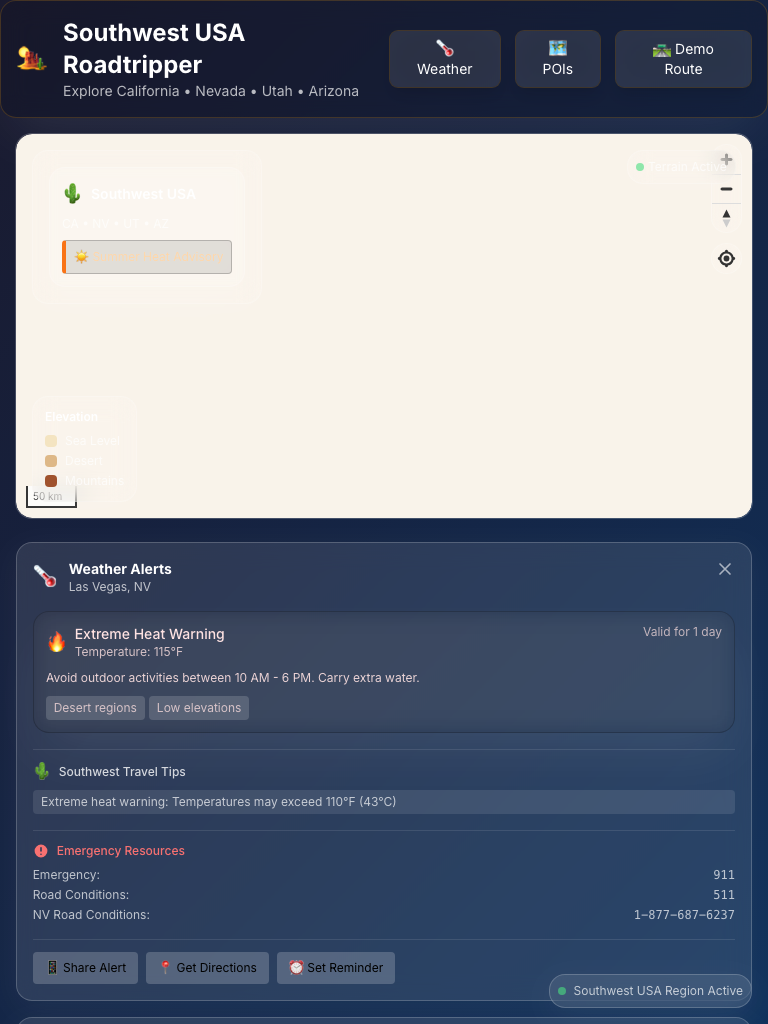 Southwest USA
Roadtripper
Explore California • Nevada • Utah • Arizona
Weather
POIs
Demo
Route
Southwest USA
Terrain Active
Elevation
Sea Level
Desert
Mountains
50 km
Weather Alerts
Las Vegas, NV
Extreme Heat Warning
Valid for 1 day
Temperature: 115°F
Avoid outdoor activities between 10 AM - 6 PM. Carry extra water.
Desert regions
Low elevations
Southwest Travel Tips
Extreme heat warning: Temperatures may exceed 110°F (43°C)
Emergency Resources
Emergency: 911
Road Conditions: 511
NV Road Conditions: 1-877-687-6237
Share Alert
Get Directions
Set Reminder
Southwest USA Region Active